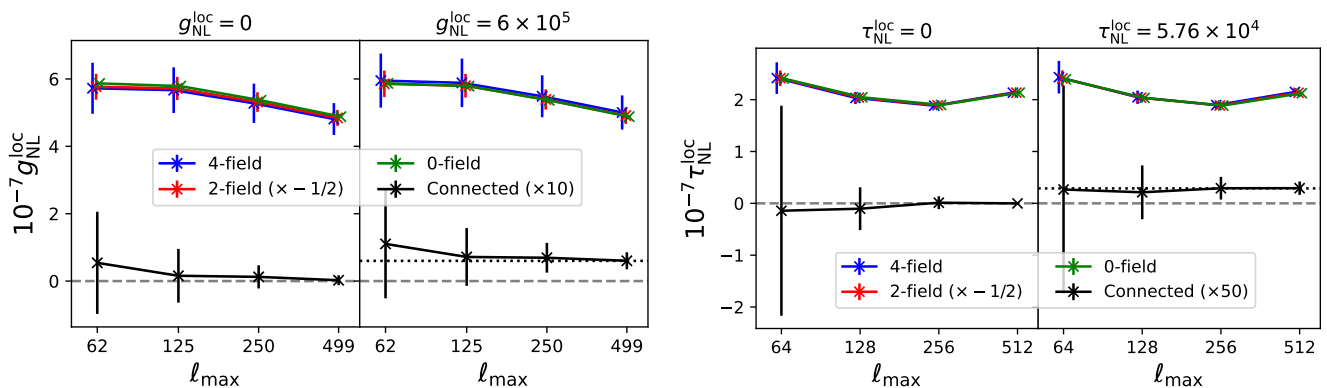 g_NL^loc = 0
g_NL^loc = 6 × 10^5
10^−7 g_NL^loc
6
4
2
0
4-field
2-field (× − 1/2)
0-field
Connected (×10)
62
125
250
499
62
125
250
499
ℓ_max
ℓ_max
τ_NL^loc = 0
τ_NL^loc = 5.76 × 10^4
10^−7 τ_NL^loc
2
1
0
−1
−2
4-field
2-field (× − 1/2)
0-field
Connected (×50)
64
128
256
512
64
128
256
512
ℓ_max
ℓ_max